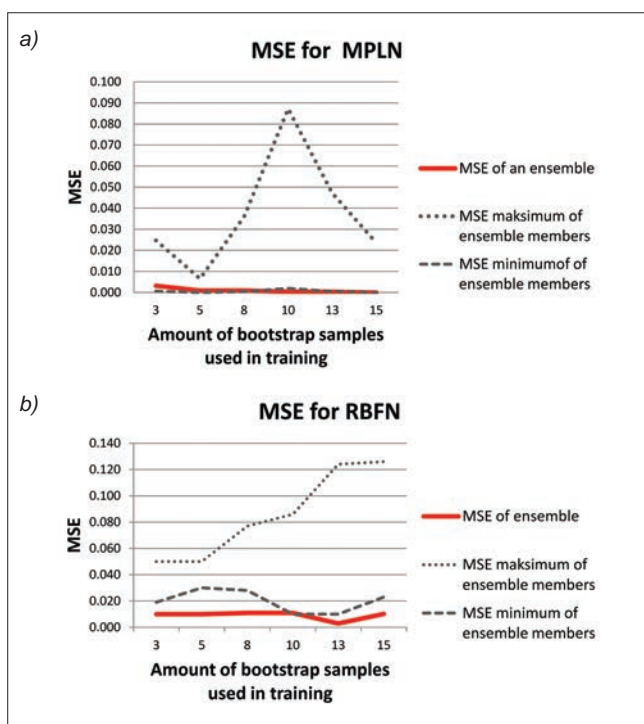 a)
MSE for MPLN
0.100
0.090
0.080
0.070
0.060
0.050
0.040
0.030
0.020
0.010
0.000
MSE
3 5 8 10 13 15
Amount of bootstrap samples
used in training
MSE of an ensemble
MSE maksimum of
ensemble members
MSE minimumof of
ensemble members
b)
MSE for RBFN
0.140
0.120
0.100
0.080
0.060
0.040
0.020
0.000
MSE
3 5 8 10 13 15
Amount of bootstrap samples
used in training
MSE of ensemble
MSE maksimum of
ensemble members
MSE minimum of
ensemble members